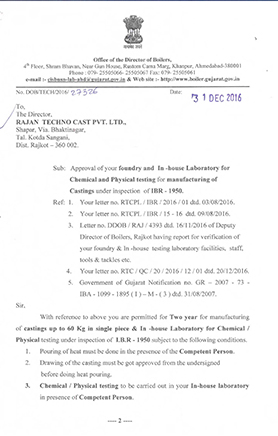 Office of the Director of Boilers,
4th Floor, Shram Bhavan, Near Gun House, Rustom Cama Marg, Khanpur, Ahmedabad-380001
Phone : 079- 25505066- 25505067 Fax: 079- 25505061
e-mail :- chibuns-lab-ahd@gujarat.gov.in & Web site :- http://www.boiler.gujarat.gov.in
No. DOB/TECH/2016/ 27326 Date: 31 DEC 2016
To,
The Director,
RAJAN TECHNO CAST PVT. LTD.,
Shapar, Via. Bhaktinagar,
Tal. Kotda Sangani,
Dist. Rajkot – 360 002.
Sub: Approval of your foundry and In -house Laboratory for
Chemical and Physical testing for manufacturing of
Castings under inspection of IBR - 1950.
Ref: 1. Your letter no. RTCPL / IBR / 2016 / 01 dtd. 03/08/2016.
2. Your letter no. RTCPL / IBR / 15 - 16 dtd. 09/08/2016.
3. Letter no. DDOB / RAJ / 4393 dtd. 16/11/2016 of Deputy
Director of Boilers, Rajkot having report for verification of
your foundry & In -house testing laboratory facilities, staff,
tools & tackles etc.
4. Your letter no. RTC / QC / 20 / 2016 / 12 / 01 dtd. 20/12/2016.
5. Government of Gujarat Notification no. GR – 2007 - 73 -
IBA – 1099 - 1895 ( I ) – M - ( 3 ) dtd. 31/08/2007.
Sir,
With reference to above you are permitted for Two year for manufacturing
of castings up to 60 Kg in single piece & In -house Laboratory for Chemical /
Physical testing under inspection of I.B.R - 1950 subject to the following conditions.
1. Pouring of heat must be done in the presence of the Competent Person.
2. Drawing of the casting must be got approved from the undersigned
before doing heat pouring.
3. Chemical / Physical testing to be carried out in your In-house laboratory
in presence of Competent Person.
---- 2 ----